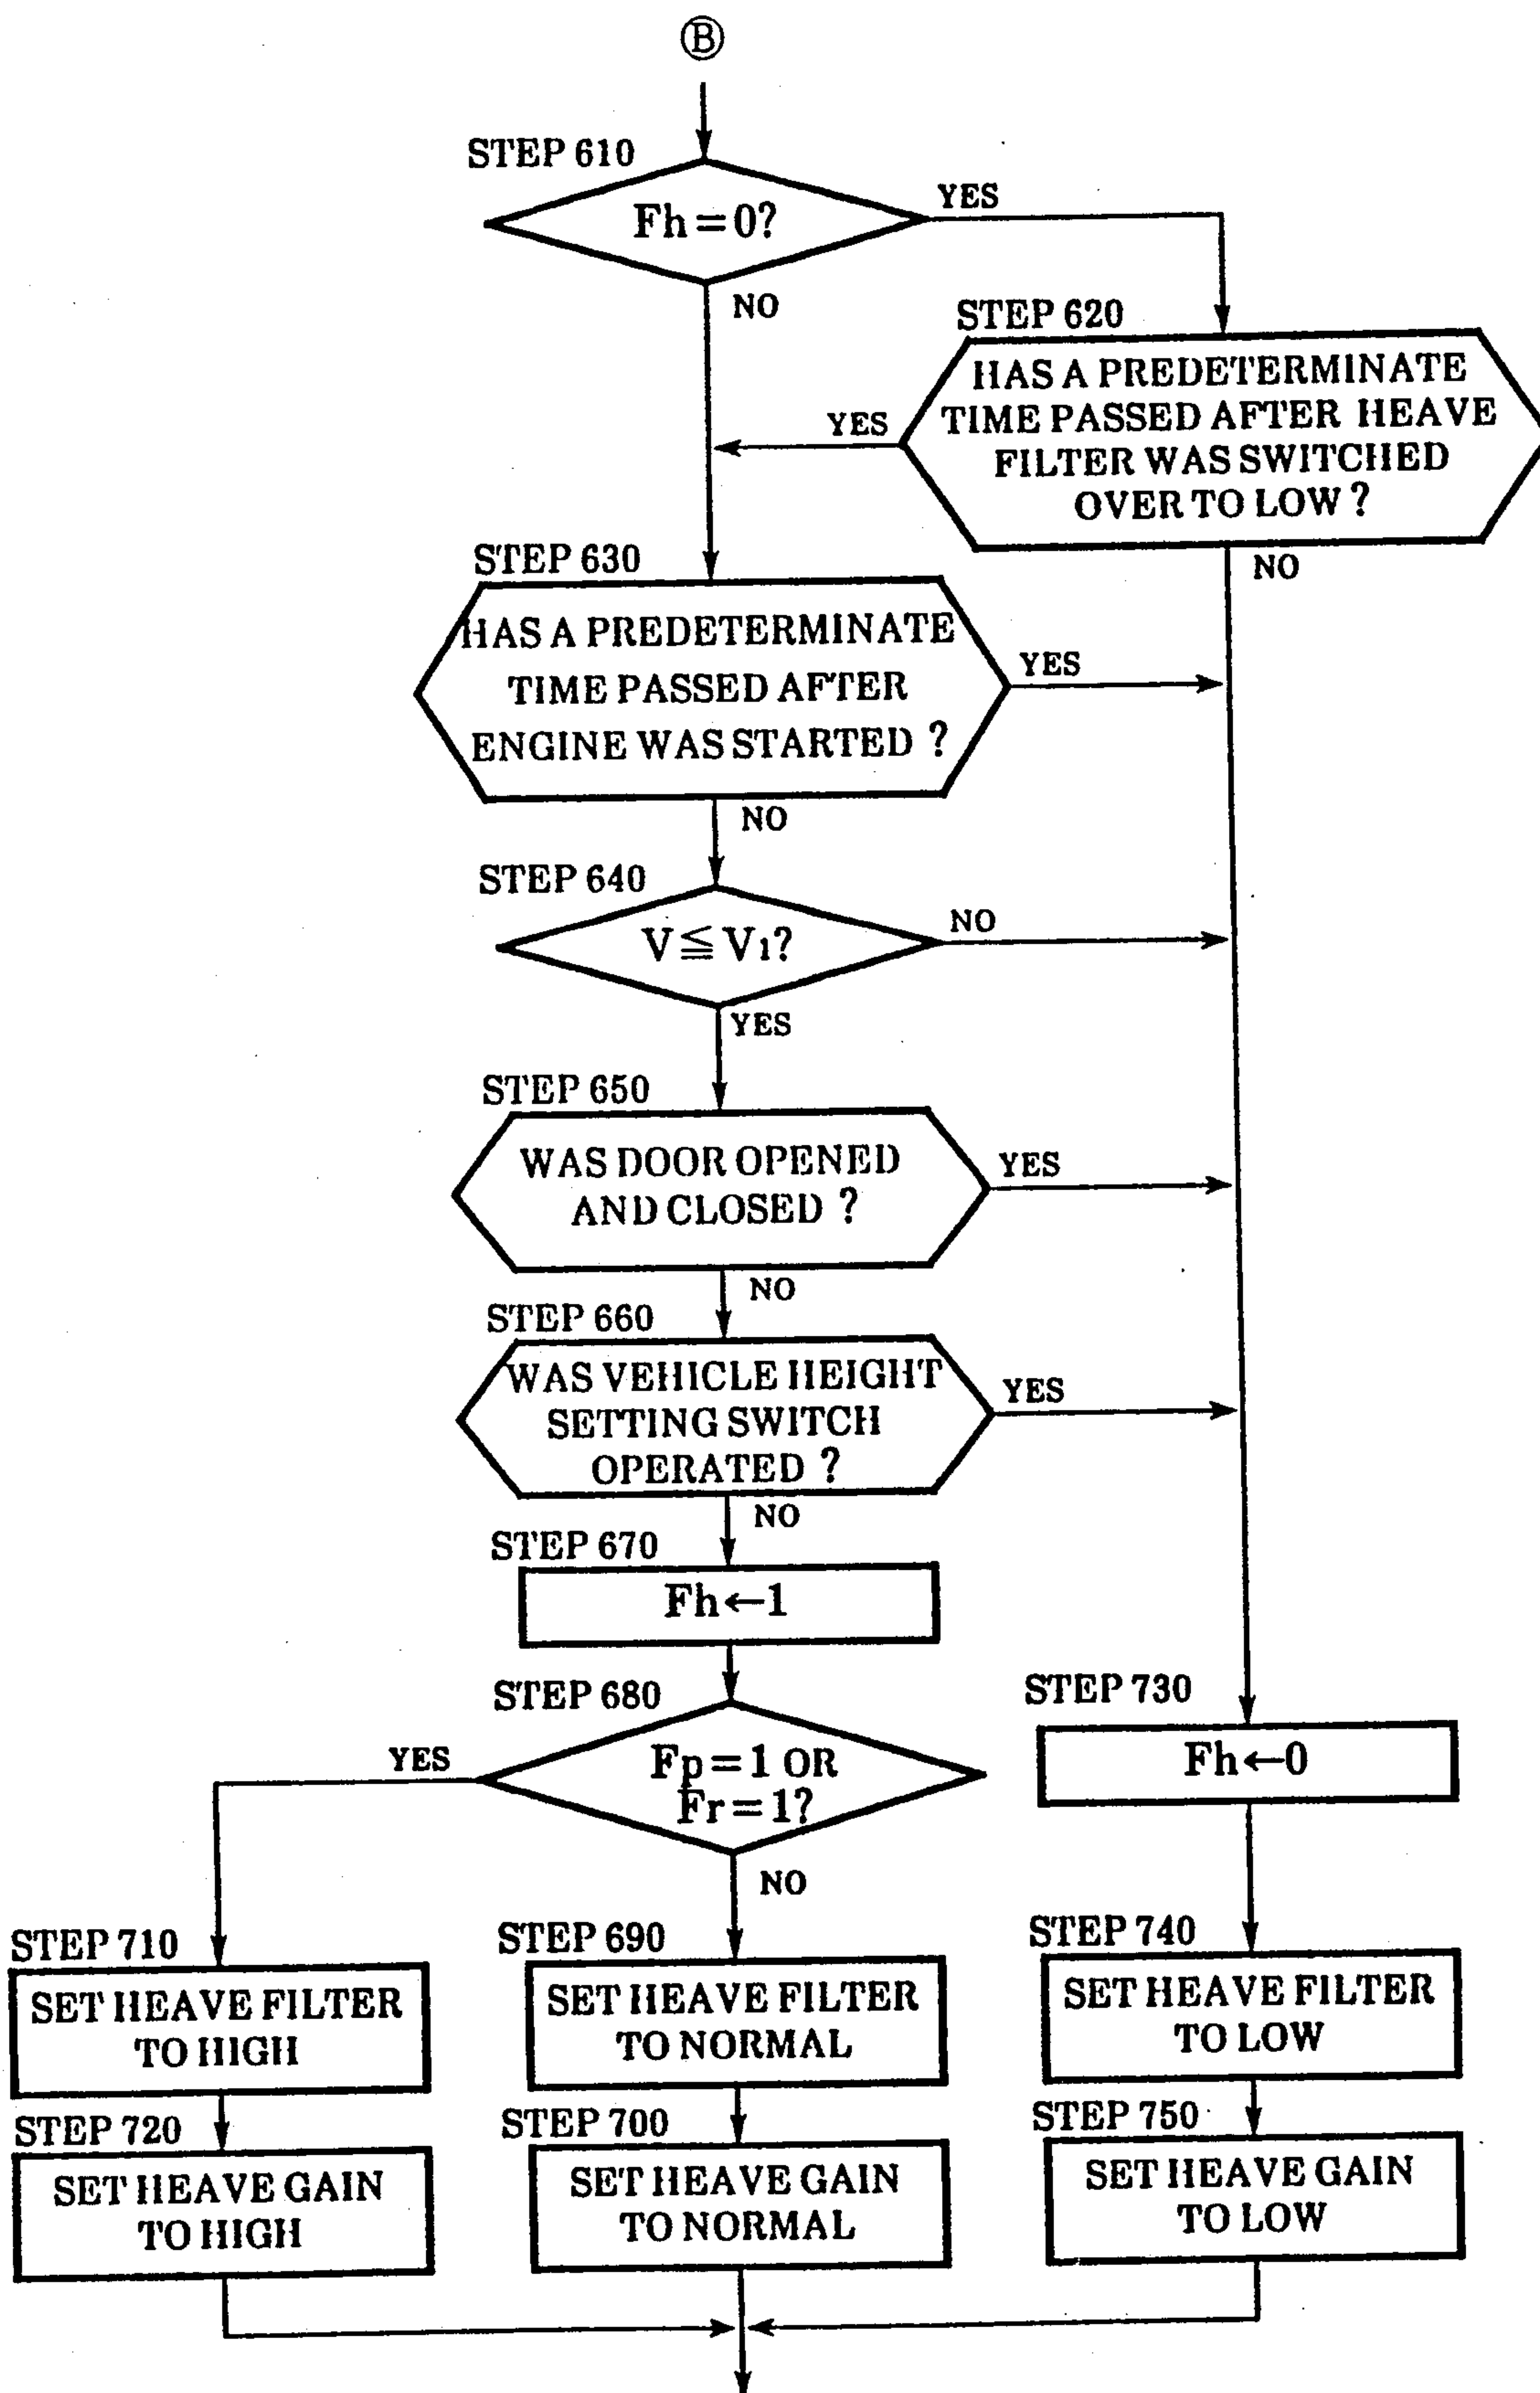 B
STEP 610
Fh=0?
YES
NO
STEP 620
HAS A PREDETERMINATE
TIME PASSED AFTER HEAVE
FILTER WAS SWITCHED
OVER TO LOW ?
YES
NO
STEP 630
HAS A PREDETERMINATE
TIME PASSED AFTER
ENGINE WAS STARTED ?
YES
NO
STEP 640
V≦V1?
NO
YES
STEP 650
WAS DOOR OPENED
AND CLOSED ?
YES
NO
STEP 660
WAS VEHICLE HEIGHT
SETTING SWITCH
OPERATED ?
YES
NO
STEP 670
Fh←1
STEP 680
Fp=1 OR
Fr=1?
YES
NO
STEP 730
Fh←0
STEP 710
SET HEAVE FILTER
TO HIGH
STEP 690
SET HEAVE FILTER
TO NORMAL
STEP 740
SET HEAVE FILTER
TO LOW
STEP 720
SET HEAVE GAIN
TO HIGH
STEP 700
SET HEAVE GAIN
TO NORMAL
STEP 750
SET HEAVE GAIN
TO LOW